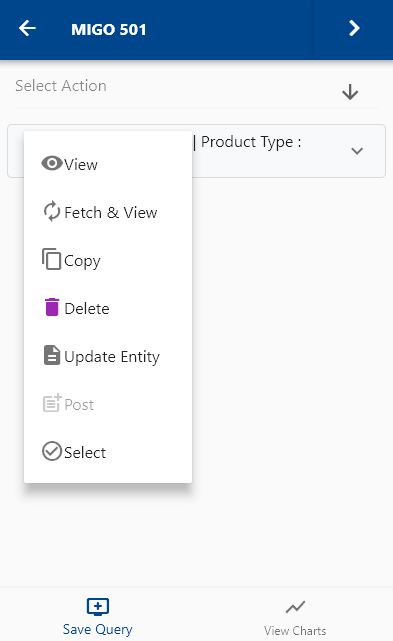 MIGO 501
Select Action
| Product Type :
View
Fetch & View
Copy
Delete
Update Entity
Post
Select
Save Query
View Charts